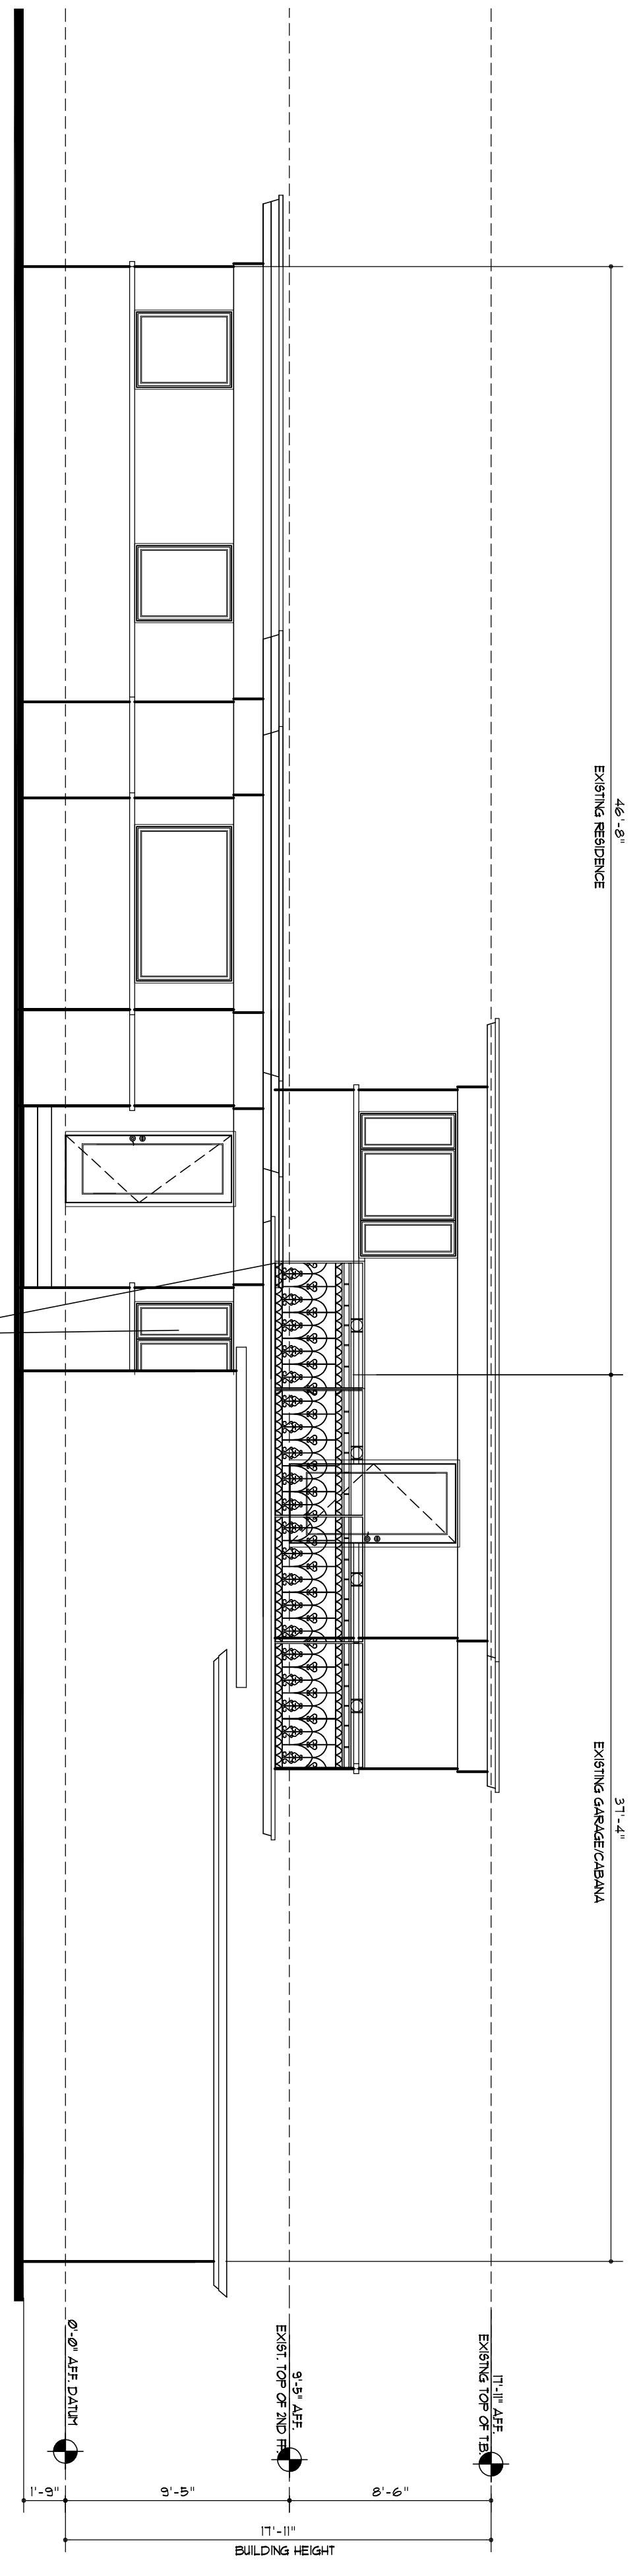 46'-8"
EXISTING RESIDENCE
37'-4"
EXISTING GARAGE/CABANA
17'-11" A.F.F.
EXISTNG TOP OF T.B.
9'-5" A.F.F.
EXIST. TOP OF 2ND FF.
0'-0" A.F.F. DATUM
8'-6"
9'-5"
1'-9"
17'-11"
BUILDING HEIGHT